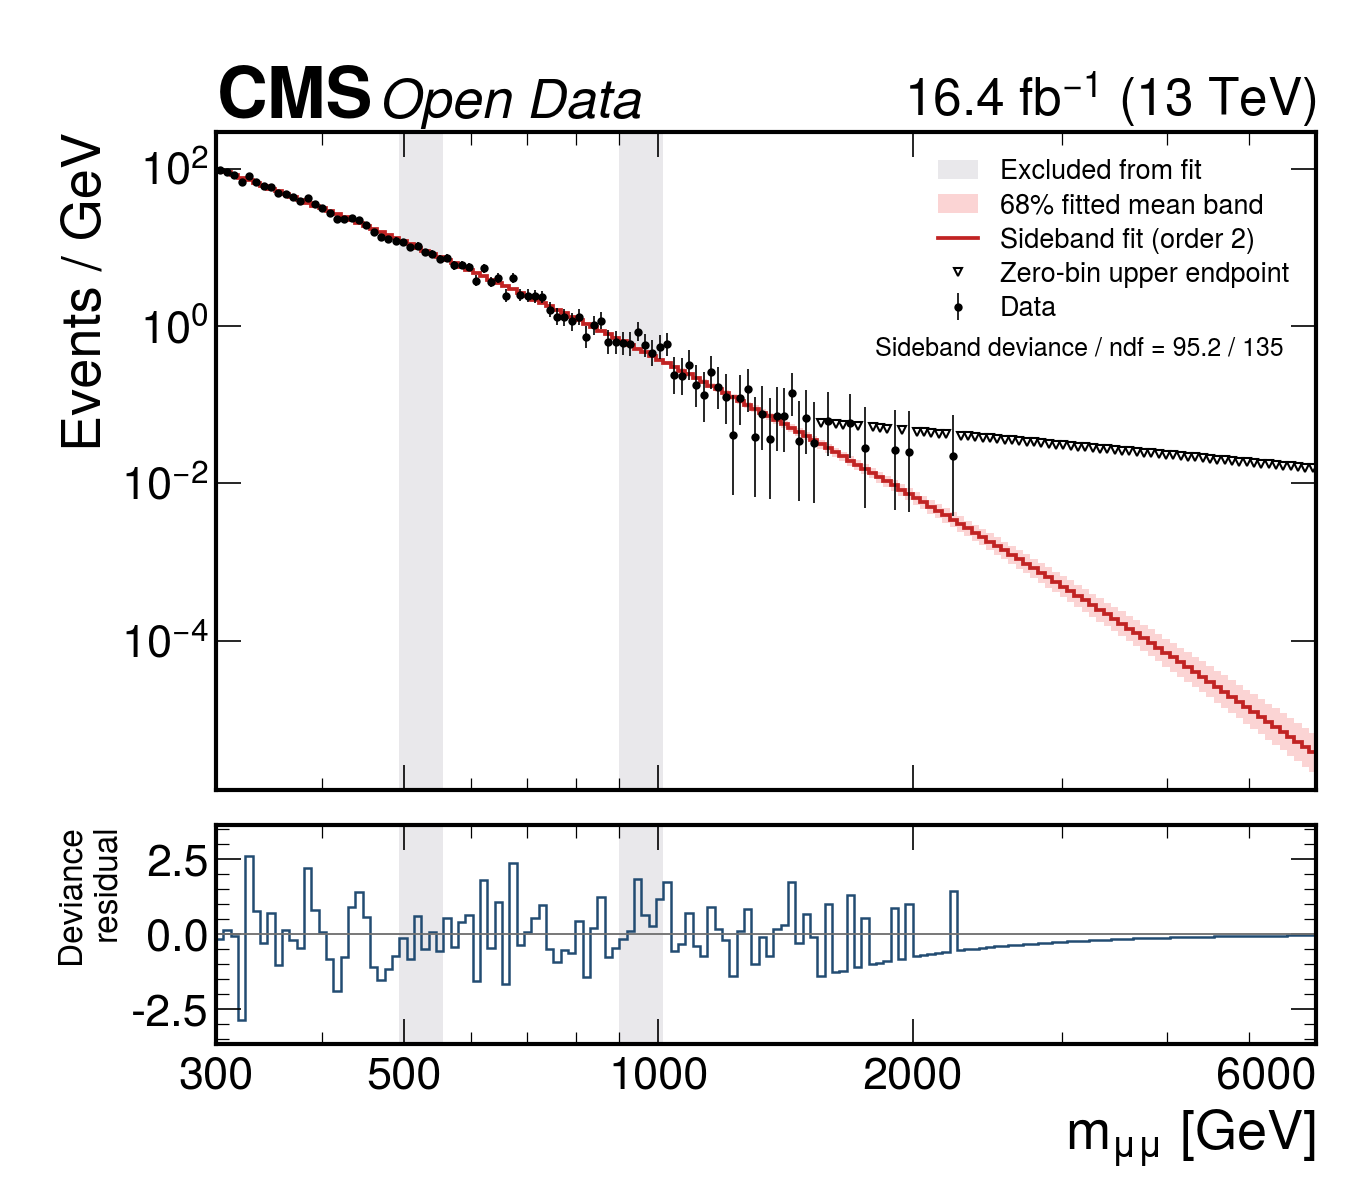 CMS Open Data 16.4 fb⁻¹ (13 TeV)
Events / GeV
10²
10⁰
10⁻²
10⁻⁴
Excluded from fit
68% fitted mean band
Sideband fit (order 2)
Zero-bin upper endpoint
Data
Sideband deviance / ndf = 95.2 / 135
Deviance
residual
2.5
0.0
-2.5
300 500 1000 2000 6000
m_μμ [GeV]